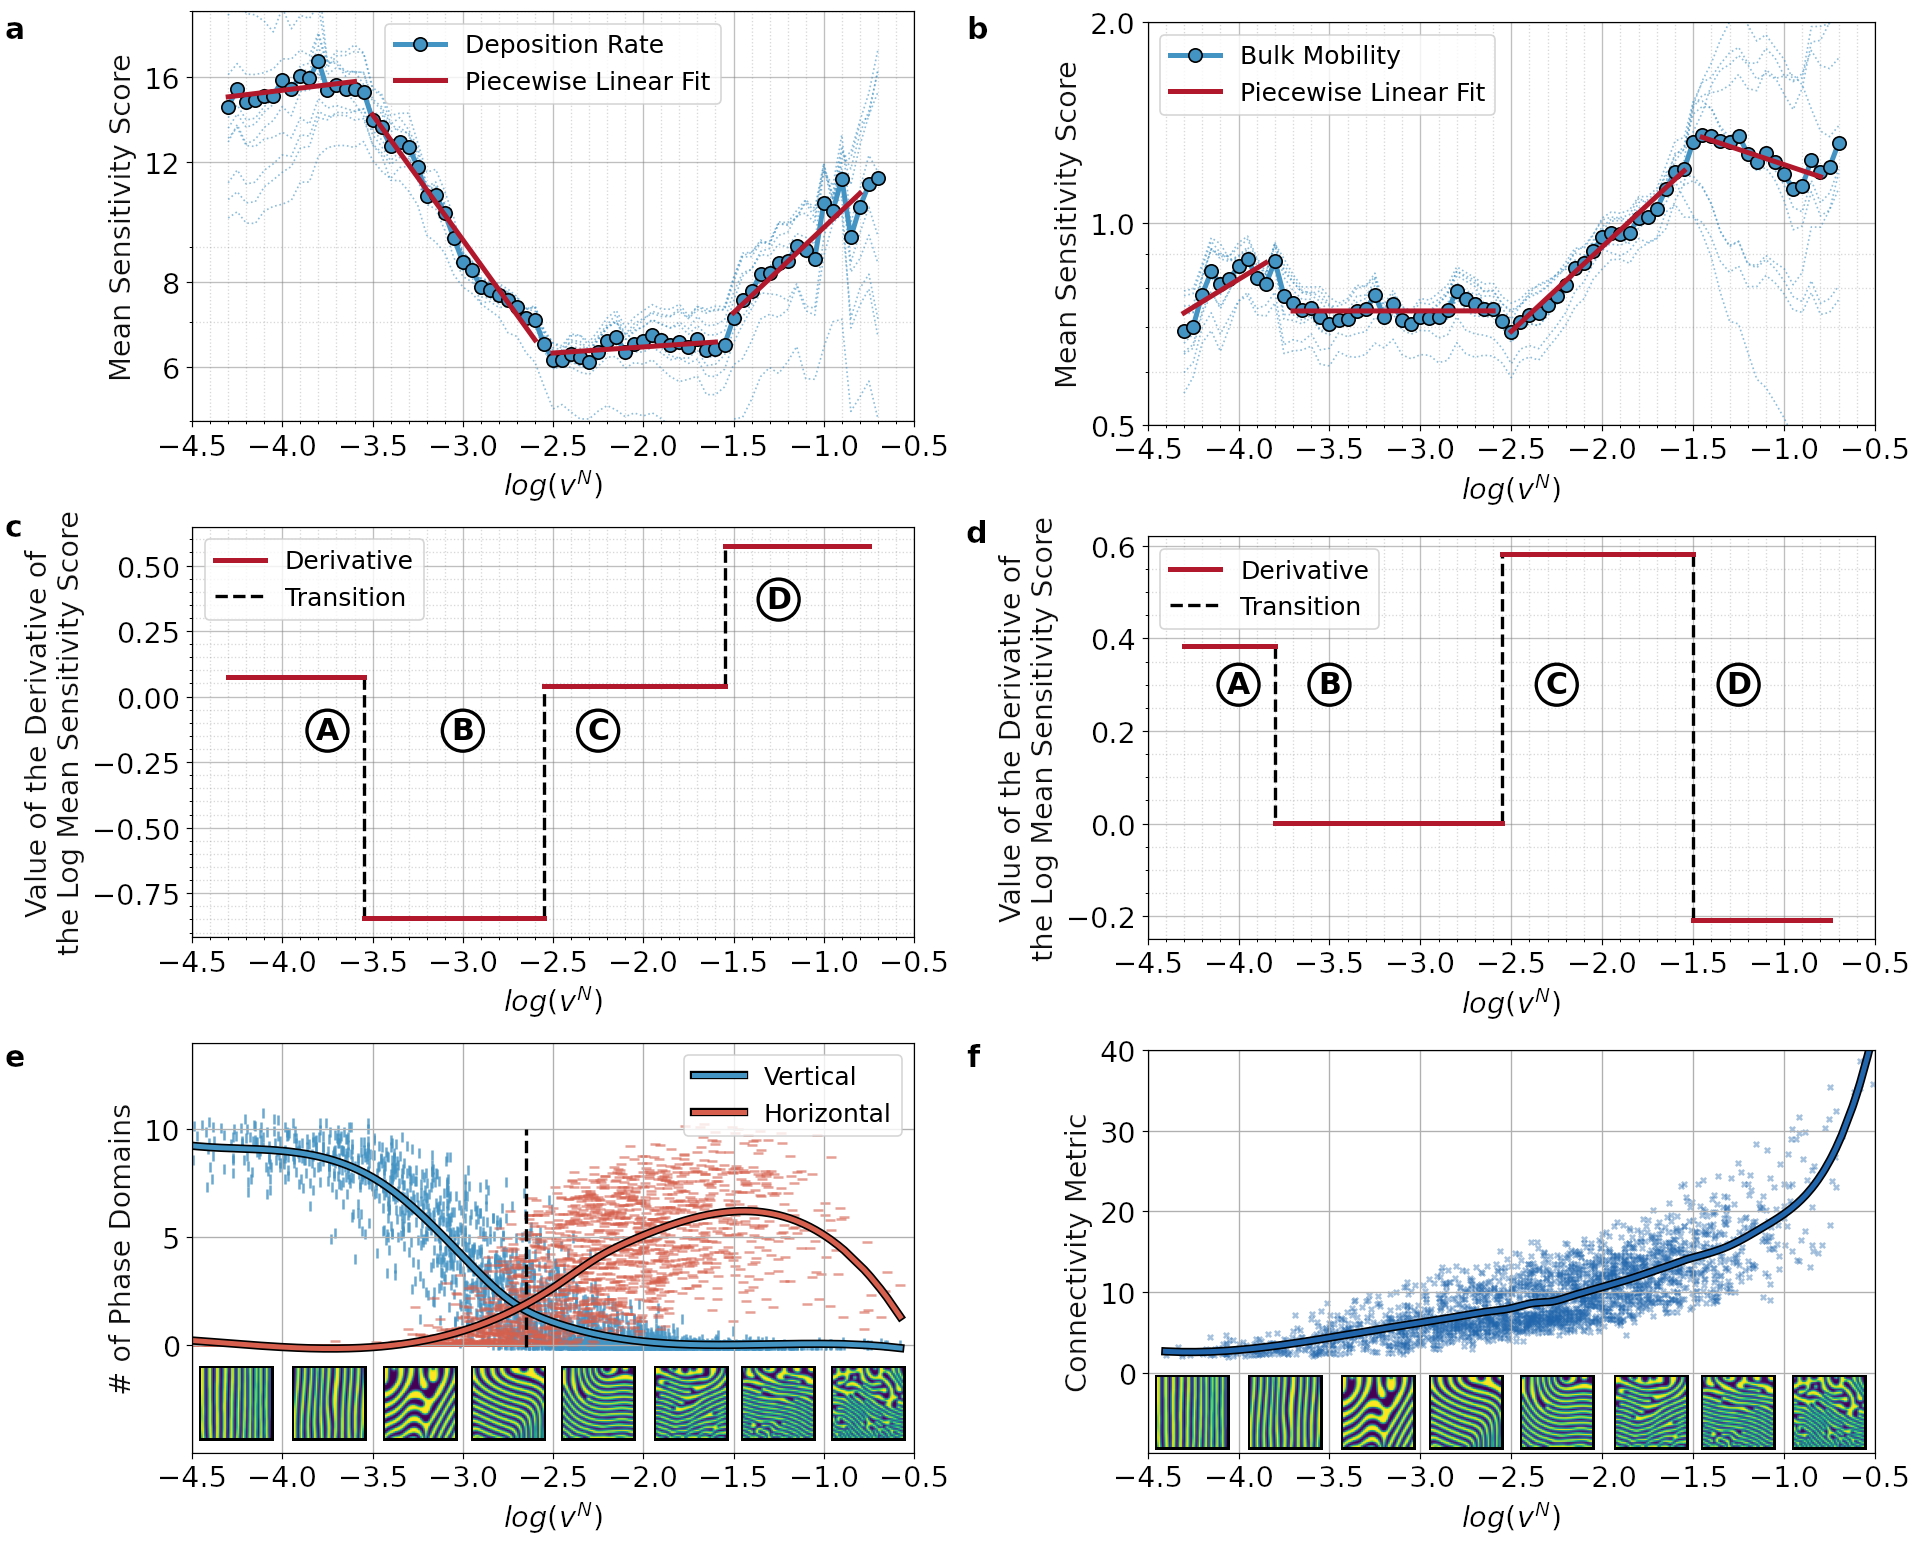 a
Deposition Rate
Piecewise Linear Fit
Mean Sensitivity Score
16
12
8
6
−4.5 −4.0 −3.5 −3.0 −2.5 −2.0 −1.5 −1.0 −0.5
log(v^N)
b
Bulk Mobility
Piecewise Linear Fit
Mean Sensitivity Score
2.0
1.0
0.5
−4.5 −4.0 −3.5 −3.0 −2.5 −2.0 −1.5 −1.0 −0.5
log(v^N)
c
Derivative
Transition
Value of the Derivative of
the Log Mean Sensitivity Score
0.50
0.25
0.00
−0.25
−0.50
−0.75
A B C D
−4.5 −4.0 −3.5 −3.0 −2.5 −2.0 −1.5 −1.0 −0.5
log(v^N)
d
Derivative
Transition
Value of the Derivative of
the Log Mean Sensitivity Score
0.6
0.4
0.2
0.0
−0.2
A B C D
−4.5 −4.0 −3.5 −3.0 −2.5 −2.0 −1.5 −1.0 −0.5
log(v^N)
e
Vertical
Horizontal
# of Phase Domains
10
5
0
−4.5 −4.0 −3.5 −3.0 −2.5 −2.0 −1.5 −1.0 −0.5
log(v^N)
f
Connectivity Metric
40
30
20
10
0
−4.5 −4.0 −3.5 −3.0 −2.5 −2.0 −1.5 −1.0 −0.5
log(v^N)